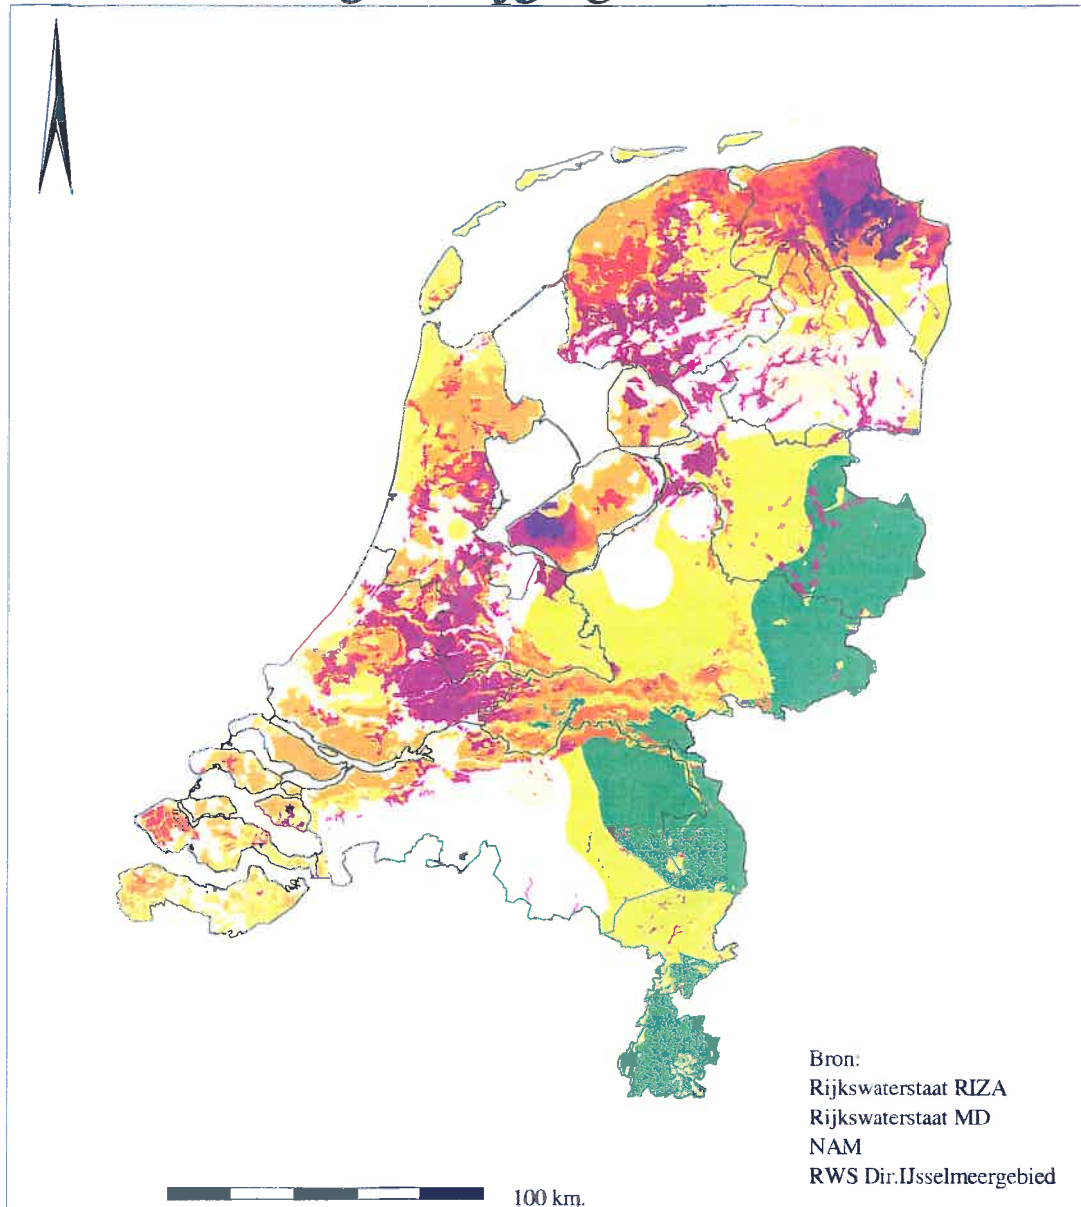 Bron:
Rijkswaterstaat RIZA
Rijkswaterstaat MD
NAM
RWS Dir.IJsselmeergebied
100 km.